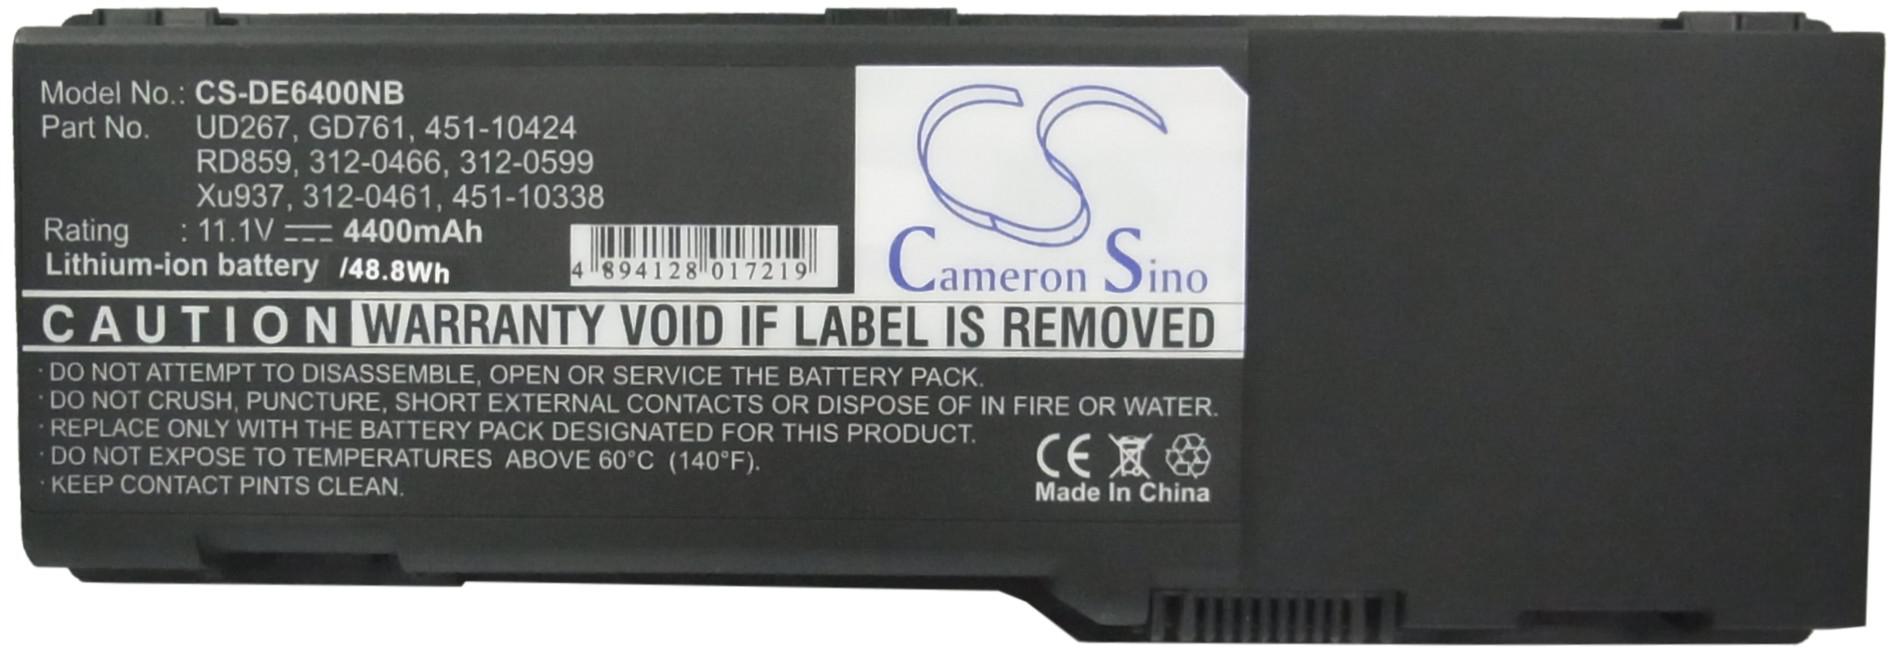 Model No.: CS-DE6400NB
Part No. UD267, GD761, 451-10424
RD859, 312-0466, 312-0599
Xu937, 312-0461, 451-10338
Rating : 11.1V 4400mAh
Lithium-ion battery /48.8Wh
4 894128 017219
CS
Cameron Sino
CAUTION WARRANTY VOID IF LABEL IS REMOVED
· DO NOT ATTEMPT TO DISASSEMBLE, OPEN OR SERVICE THE BATTERY PACK.
· DO NOT CRUSH, PUNCTURE, SHORT EXTERNAL CONTACTS OR DISPOSE OF IN FIRE OR WATER.
· REPLACE ONLY WITH THE BATTERY PACK DESIGNATED FOR THIS PRODUCT.
· DO NOT EXPOSE TO TEMPERATURES ABOVE 60°C (140°F).
· KEEP CONTACT PINTS CLEAN.
CE
Made In China